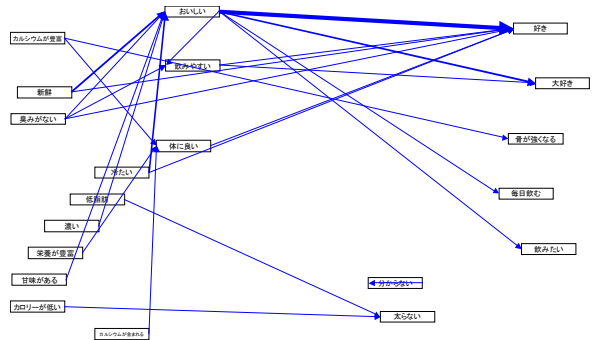 おいしい
好き
カルシウムが豊富
飲みやすい
大好き
新鮮
臭みがない
骨が強くなる
体に良い
冷たい
毎日飲む
低脂肪
濃い
飲みたい
栄養が豊富
甘味がある
分からない
カロリーが低い
太らない
カルシウムが含まれる